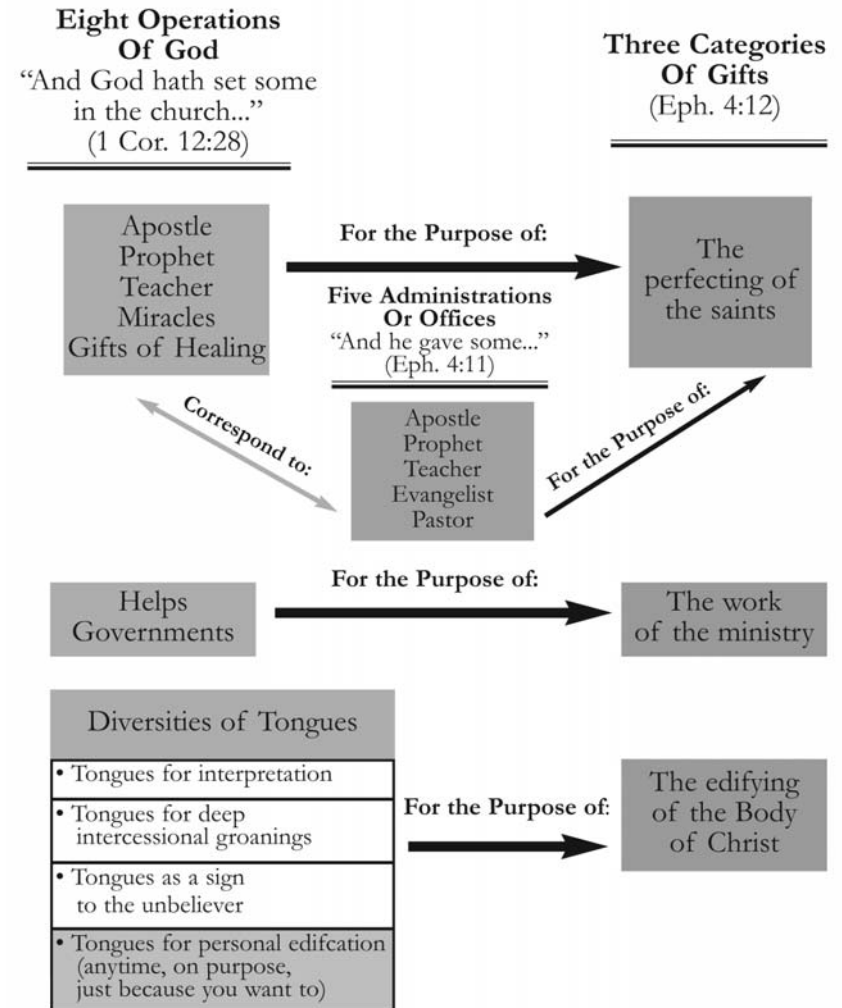 Eight Operations
Of God
“And God hath set some
in the church...”
(1 Cor. 12:28)
Three Categories
Of Gifts
(Eph. 4:12)
Apostle
Prophet
Teacher
Miracles
Gifts of Healing
For the Purpose of:
The
perfecting of
the saints
Five Administrations
Or Offices
“And he gave some...”
(Eph. 4:11)
Correspond to:
Apostle
Prophet
Teacher
Evangelist
Pastor
For the Purpose of:
Helps
Governments
For the Purpose of:
The work
of the ministry
Diversities of Tongues
• Tongues for interpretation
• Tongues for deep
intercessional groanings
• Tongues as a sign
to the unbeliever
• Tongues for personal edifcation
(anytime, on purpose,
just because you want to)
For the Purpose of:
The edifying
of the Body
of Christ